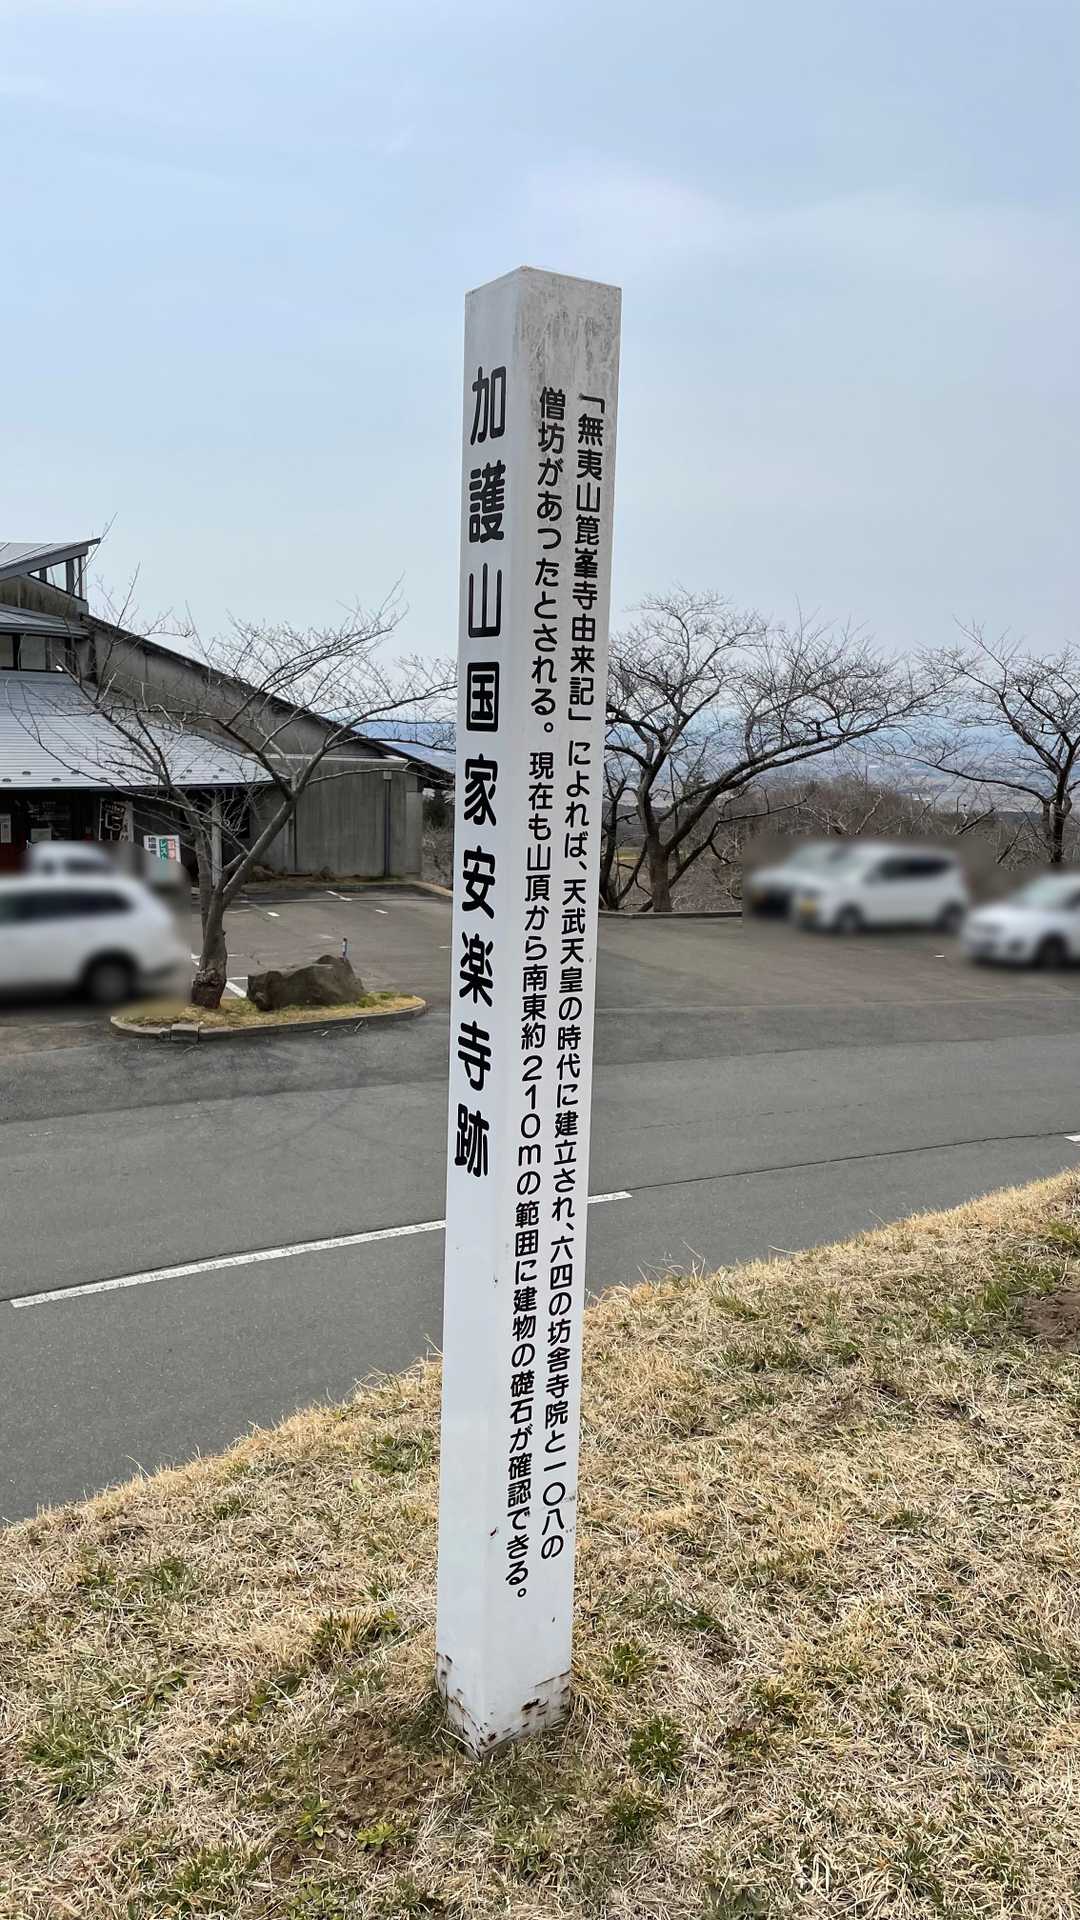 加護山国家安楽寺跡
「無夷山箟峯寺由来記」によれば、天武天皇の時代に建立され、六四の坊舎寺院と一〇八の
僧坊があったとされる。現在も山頂から南東約210mの範囲に建物の礎石が確認できる。